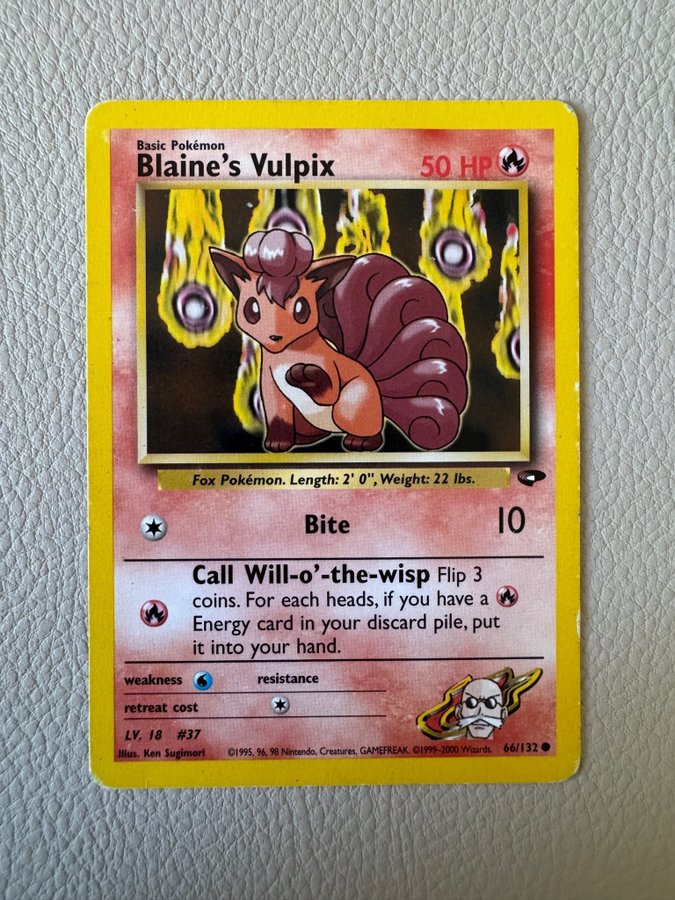 Basic Pokémon
Blaine's Vulpix 50 HP
Fox Pokémon. Length: 2' 0", Weight: 22 lbs.
Bite 10
Call Will-o'-the-wisp Flip 3
coins. For each heads, if you have a
Energy card in your discard pile, put
it into your hand.
weakness resistance
retreat cost
LV. 18 #37
Illus. Ken Sugimori ©1995, 96, 98 Nintendo, Creatures, GAMEFREAK. ©1999-2000 Wizards. 66/132